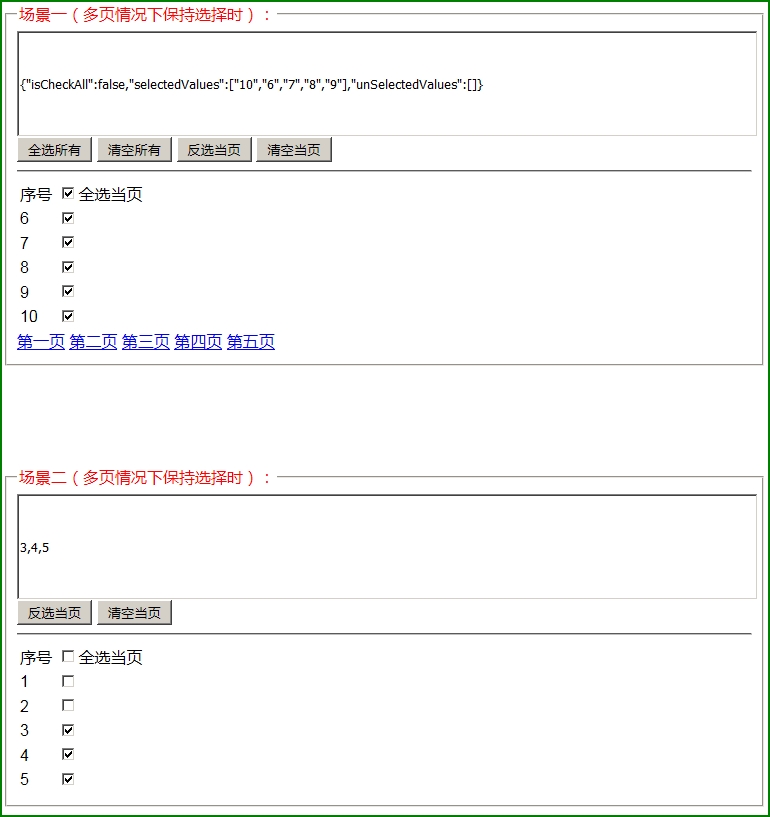 场景一（多页情况下保持选择时）：
{"isCheckAll":false,"selectedValues":["10","6","7","8","9"],"unSelectedValues":[]}
全选所有 清空所有 反选当页 清空当页
序号 全选当页
6
7
8
9
10
第一页 第二页 第三页 第四页 第五页
场景二（多页情况下保持选择时）：
3,4,5
反选当页 清空当页
序号 全选当页
1
2
3
4
5